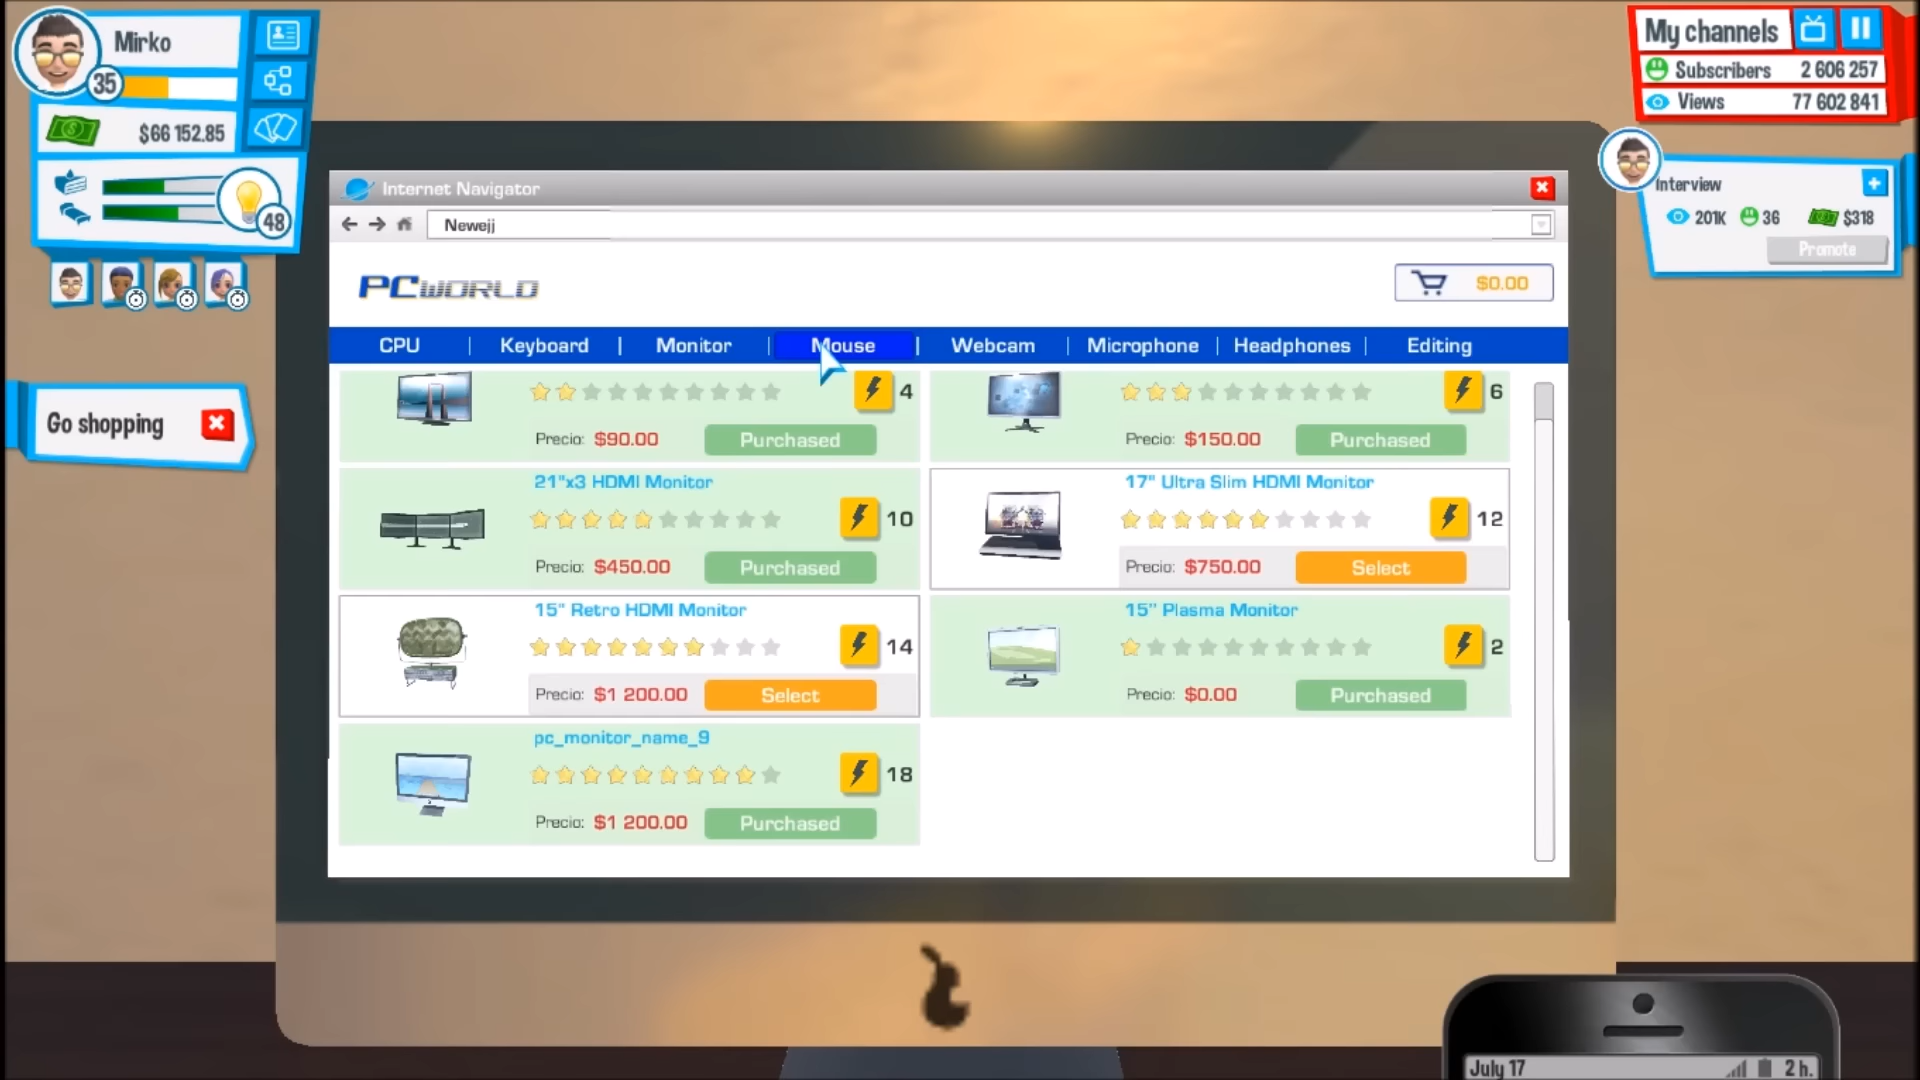 Mirko
35
$66 152.85
48
My channels
Subscribers 2 606 257
Views 77 602 841
Interview
201K 36 $318
Promote
Go shopping
Internet Navigator
Newejj
PCWORLD
$0.00
CPU | Keyboard | Monitor | Mouse | Webcam | Microphone | Headphones | Editing
4
Precio: $90.00 Purchased
6
Precio: $150.00 Purchased
21"x3 HDMI Monitor
10
Precio: $450.00 Purchased
17" Ultra Slim HDMI Monitor
12
Precio: $750.00 Select
15" Retro HDMI Monitor
14
Precio: $1 200.00 Select
15" Plasma Monitor
2
Precio: $0.00 Purchased
pc_monitor_name_9
18
Precio: $1 200.00 Purchased
July 17 2 h.